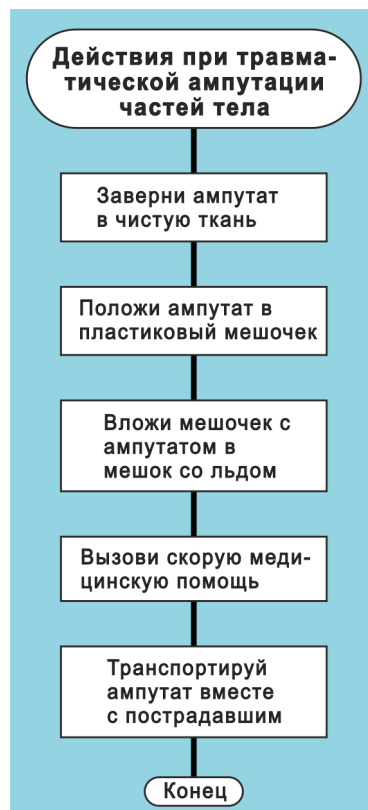 Действия при травма-
тической ампутации
частей тела
Заверни ампутат
в чистую ткань
Положи ампутат в
пластиковый мешочек
Вложи мешочек с
ампутатом в
мешок со льдом
Вызови скорую меди-
цинскую помощь
Транспортируй
ампутат вместе
с пострадавшим
Конец